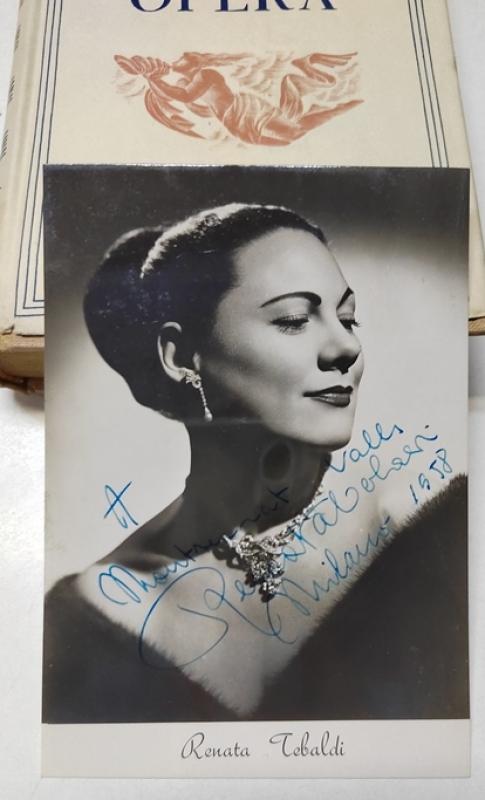 OPERA
A
Montserrat Valls
Renata Tebaldi
Milano 1958
Renata Tebaldi